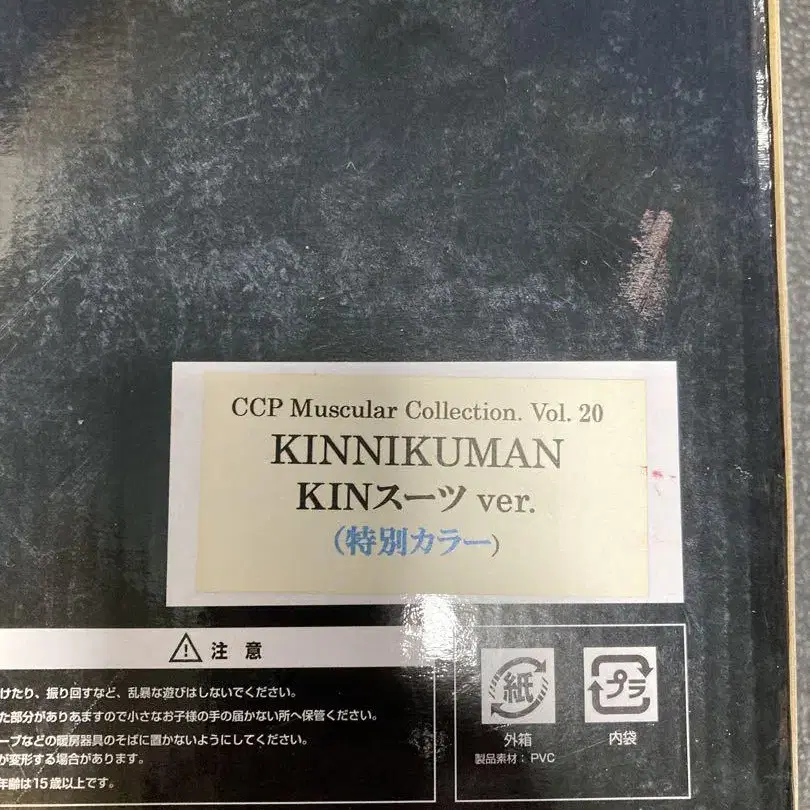 CCP Muscular Collection. Vol. 20
KINNIKUMAN
KINスーツ ver.
(特別カラー)
注意
けたり、振り回すなど、乱暴な遊びはしないでください。
た部分がありあますので小さなお子様の手の届かない所へ保管ください。
ーブなどの暖房器具のそばに置かないようにしてください。
が変形する場合があります。
年齢は15歳以上です。
紙
プラ
外箱
内袋
製品素材:PVC